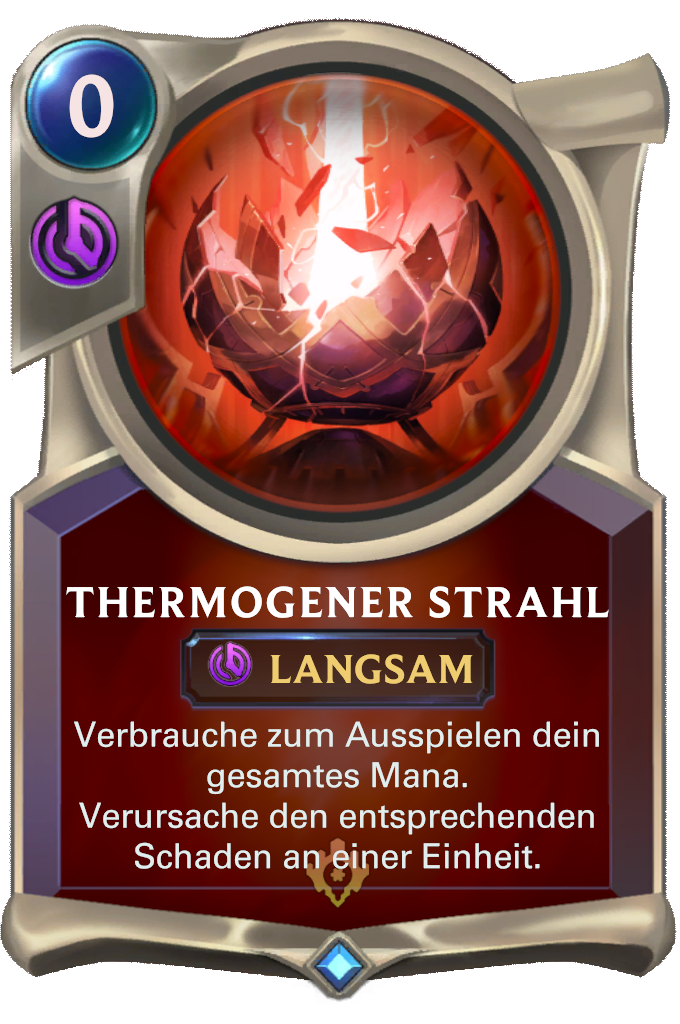 0
THERMOGENER STRAHL
LANGSAM
Verbrauche zum Ausspielen dein
gesamtes Mana.
Verursache den entsprechenden
Schaden an einer Einheit.